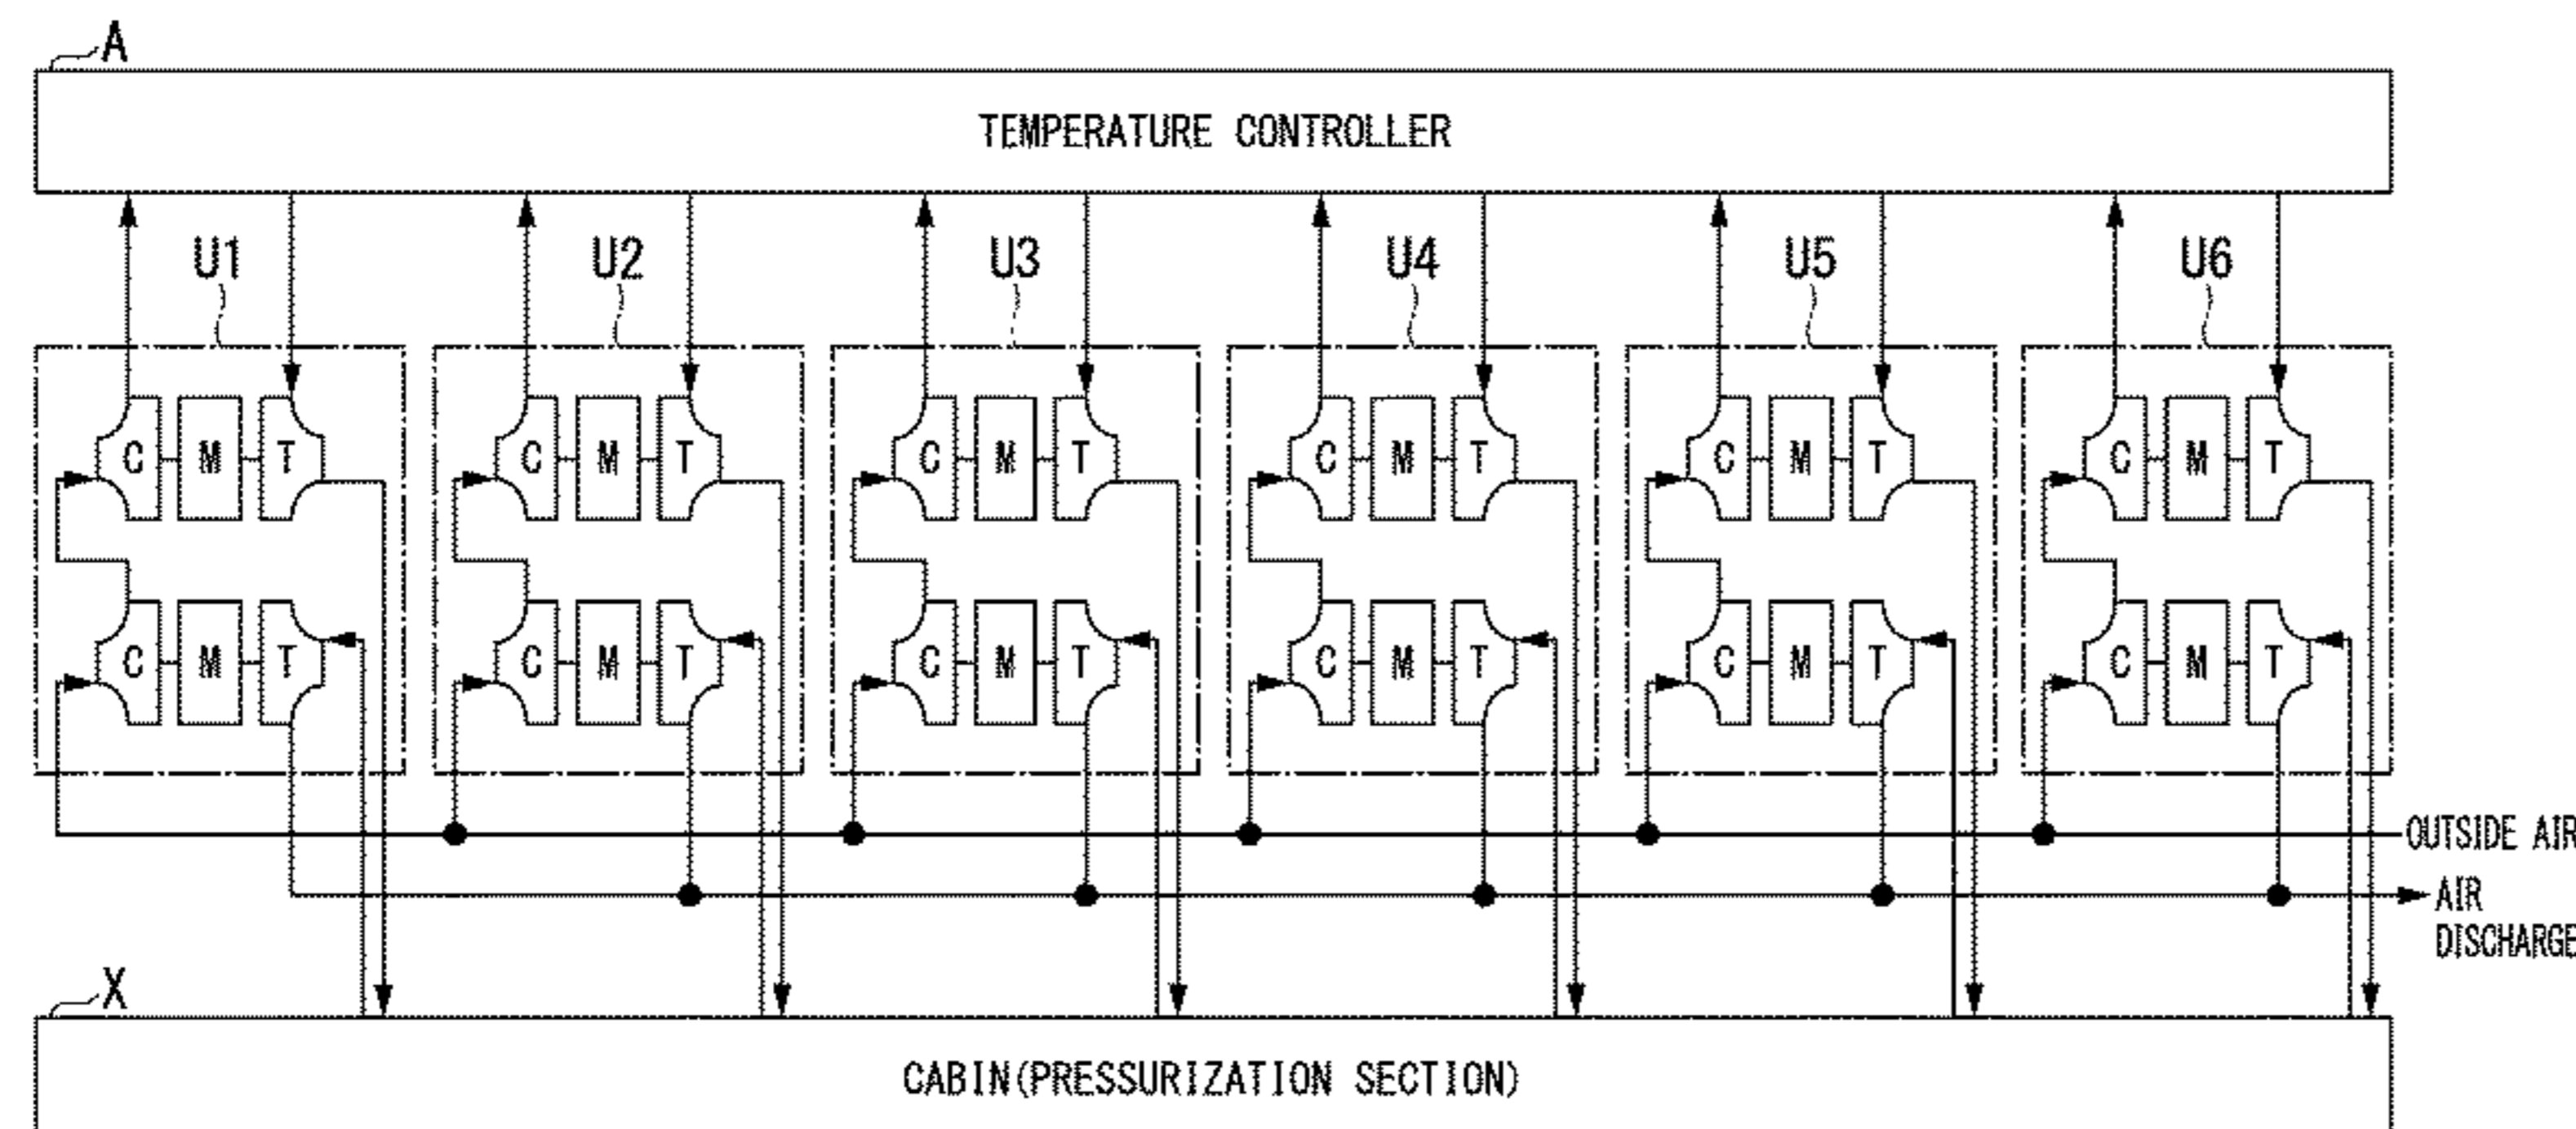 A
TEMPERATURE CONTROLLER
U1 U2 U3 U4 U5 U6
C M T C M T C M T C M T C M T C M T
C M T C M T C M T C M T C M T C M T
OUTSIDE AIR
AIR
DISCHARGE
X
CABIN(PRESSURIZATION SECTION)